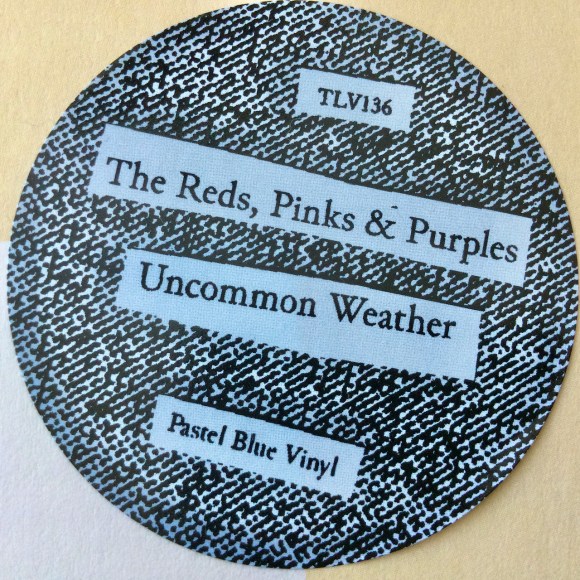 TLV136
The Reds, Pinks & Purples
Uncommon Weather
Pastel Blue Vinyl